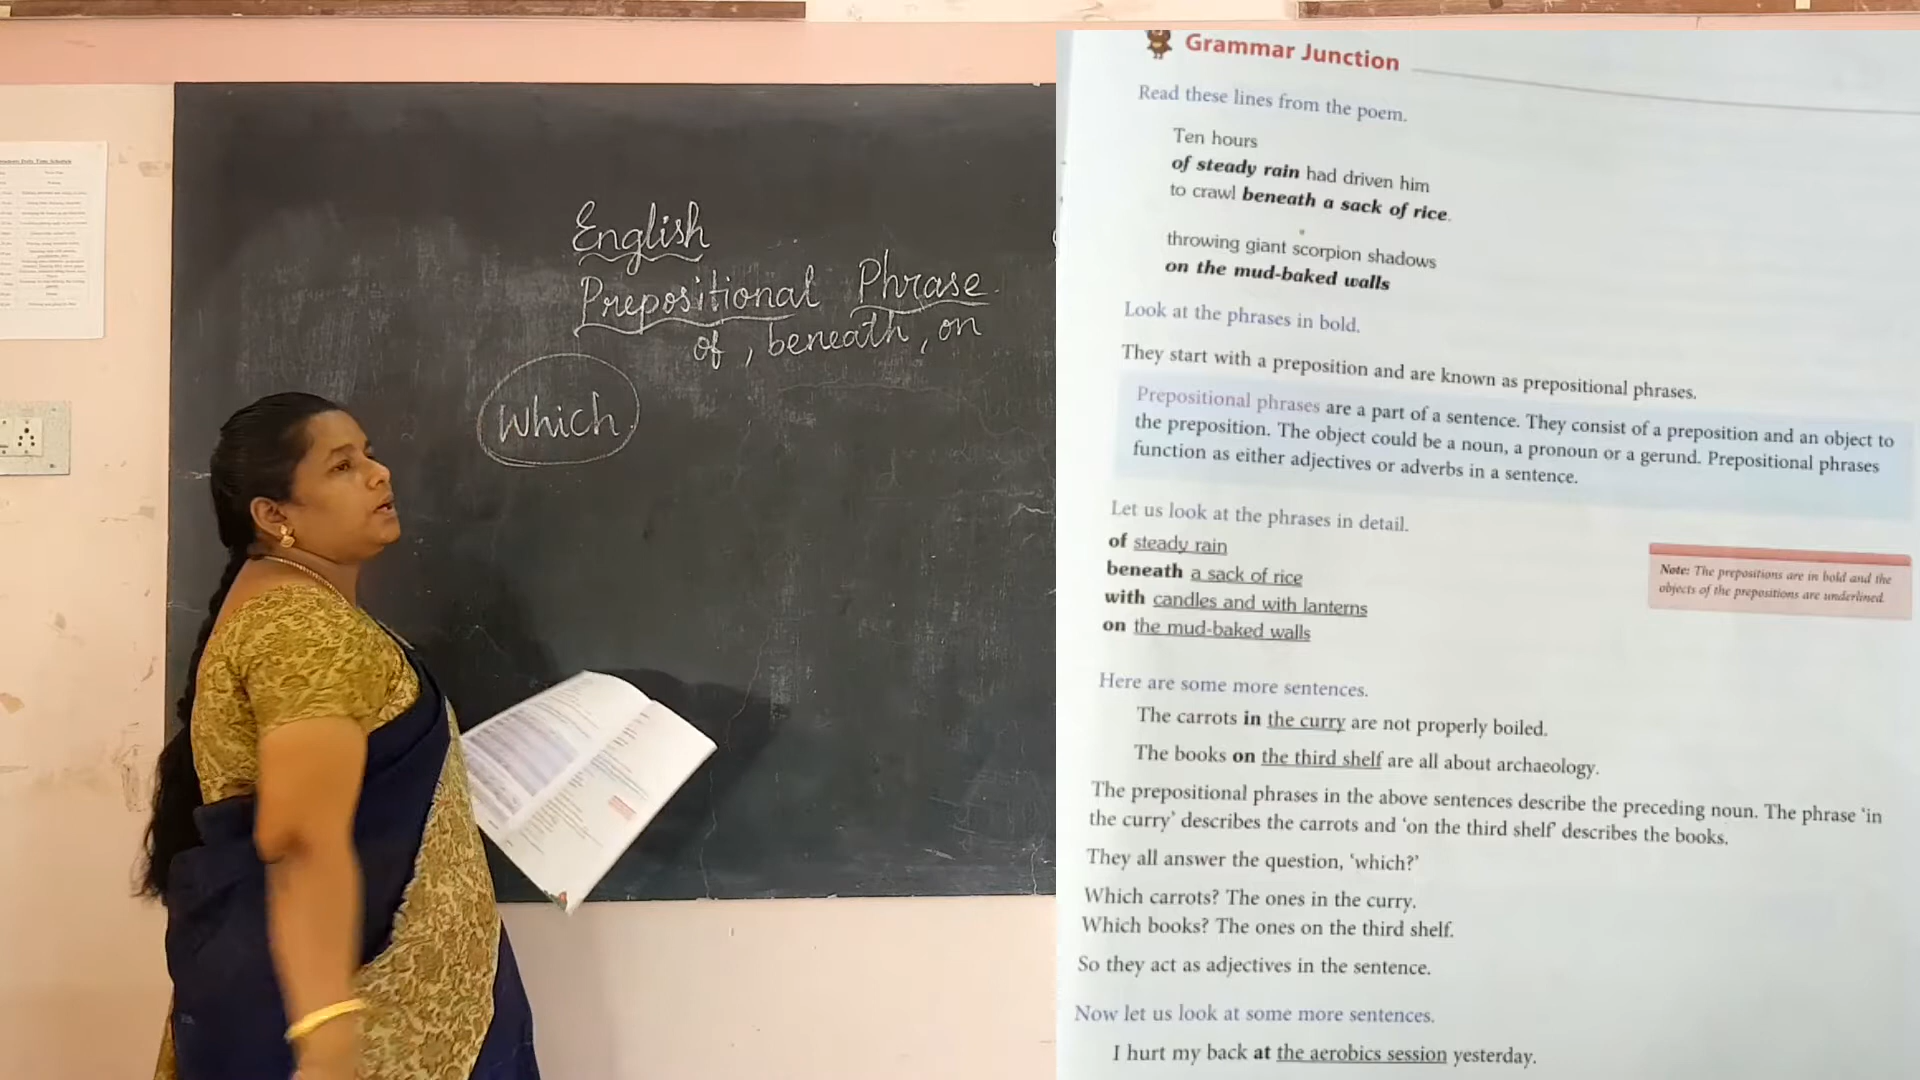 English
Prepositional Phrase
of, beneath, on
Which
Grammar Junction
Read these lines from the poem.
Ten hours
of steady rain had driven him
to crawl beneath a sack of rice.
throwing giant scorpion shadows
on the mud-baked walls
Look at the phrases in bold.
They start with a preposition and are known as prepositional phrases.
Prepositional phrases are a part of a sentence. They consist of a preposition and an object to
the preposition. The object could be a noun, a pronoun or a gerund. Prepositional phrases
function as either adjectives or adverbs in a sentence.
Let us look at the phrases in detail.
of steady rain
beneath a sack of rice
with candles and with lanterns
on the mud-baked walls
Note: The prepositions are in bold and the
objects of the prepositions are underlined.
Here are some more sentences.
The carrots in the curry are not properly boiled.
The books on the third shelf are all about archaeology.
The prepositional phrases in the above sentences describe the preceding noun. The phrase ‘in
the curry’ describes the carrots and ‘on the third shelf’ describes the books.
They all answer the question, ‘which?’
Which carrots? The ones in the curry.
Which books? The ones on the third shelf.
So they act as adjectives in the sentence.
Now let us look at some more sentences.
I hurt my back at the aerobics session yesterday.